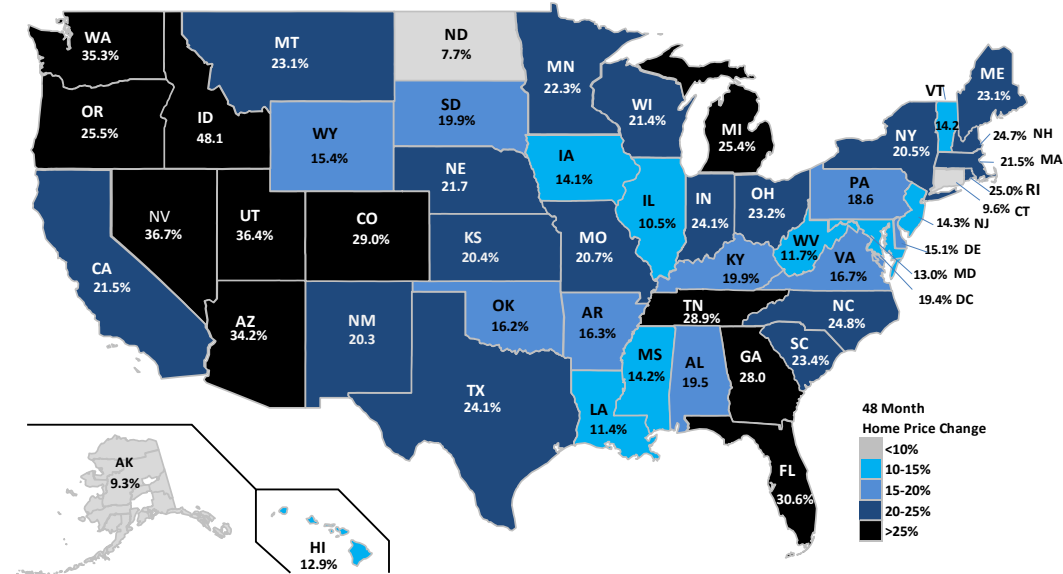 WA
35.3%
OR
25.5%
ID
48.1
MT
23.1%
ND
7.7%
SD
19.9%
WY
15.4%
NE
21.7
MN
22.3%
WI
21.4%
IA
14.1%
IL
10.5%
MI
25.4%
IN
24.1%
OH
23.2%
PA
18.6
NY
20.5%
VT
14.2
ME
23.1%
24.7% NH
21.5% MA
25.0% RI
9.6% CT
14.3% NJ
15.1% DE
13.0% MD
19.4% DC
NV
36.7%
UT
36.4%
CO
29.0%
CA
21.5%
AZ
34.2%
NM
20.3
KS
20.4%
MO
20.7%
KY
19.9%
WV
11.7%
VA
16.7%
OK
16.2%
AR
16.3%
TN
28.9%
NC
24.8%
SC
23.4%
TX
24.1%
LA
11.4%
MS
14.2%
AL
19.5
GA
28.0
FL
30.6%
AK
9.3%
HI
12.9%
48 Month
Home Price Change
<10%
10-15%
15-20%
20-25%
>25%